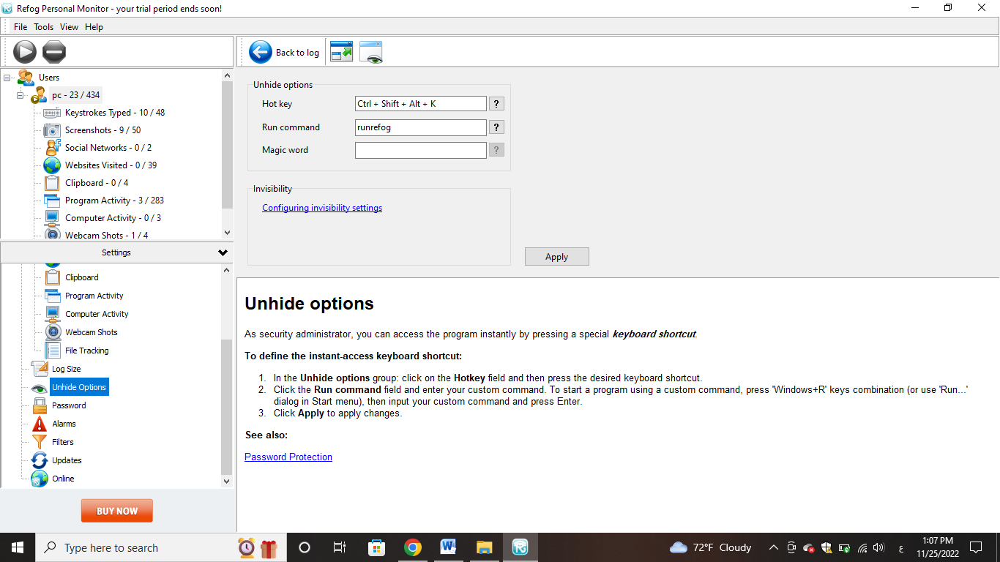 Refog Personal Monitor - your trial period ends soon!
File Tools View Help
Back to log
Users
pc - 23 / 434
Keystrokes Typed - 10 / 48
Screenshots - 9 / 50
Social Networks - 0 / 2
Websites Visited - 0 / 39
Clipboard - 0 / 4
Program Activity - 3 / 283
Computer Activity - 0 / 3
Webcam Shots - 1 / 4
Settings
Clipboard
Program Activity
Computer Activity
Webcam Shots
File Tracking
Log Size
Unhide Options
Password
Alarms
Filters
Updates
Online
BUY NOW
Unhide options
Hot key Ctrl + Shift + Alt + K ?
Run command runrefog ?
Magic word ?
Invisibility
Configuring invisibility settings
Apply
Unhide options
As security administrator, you can access the program instantly by pressing a special keyboard shortcut.
To define the instant-access keyboard shortcut:
1. In the Unhide options group: click on the Hotkey field and then press the desired keyboard shortcut.
2. Click the Run command field and enter your custom command. To start a program using a custom command, press 'Windows+R' keys combination (or use 'Run...'
dialog in Start menu), then input your custom command and press Enter.
3. Click Apply to apply changes.
See also:
Password Protection
Type here to search
72°F Cloudy
ع
1:07 PM
11/25/2022